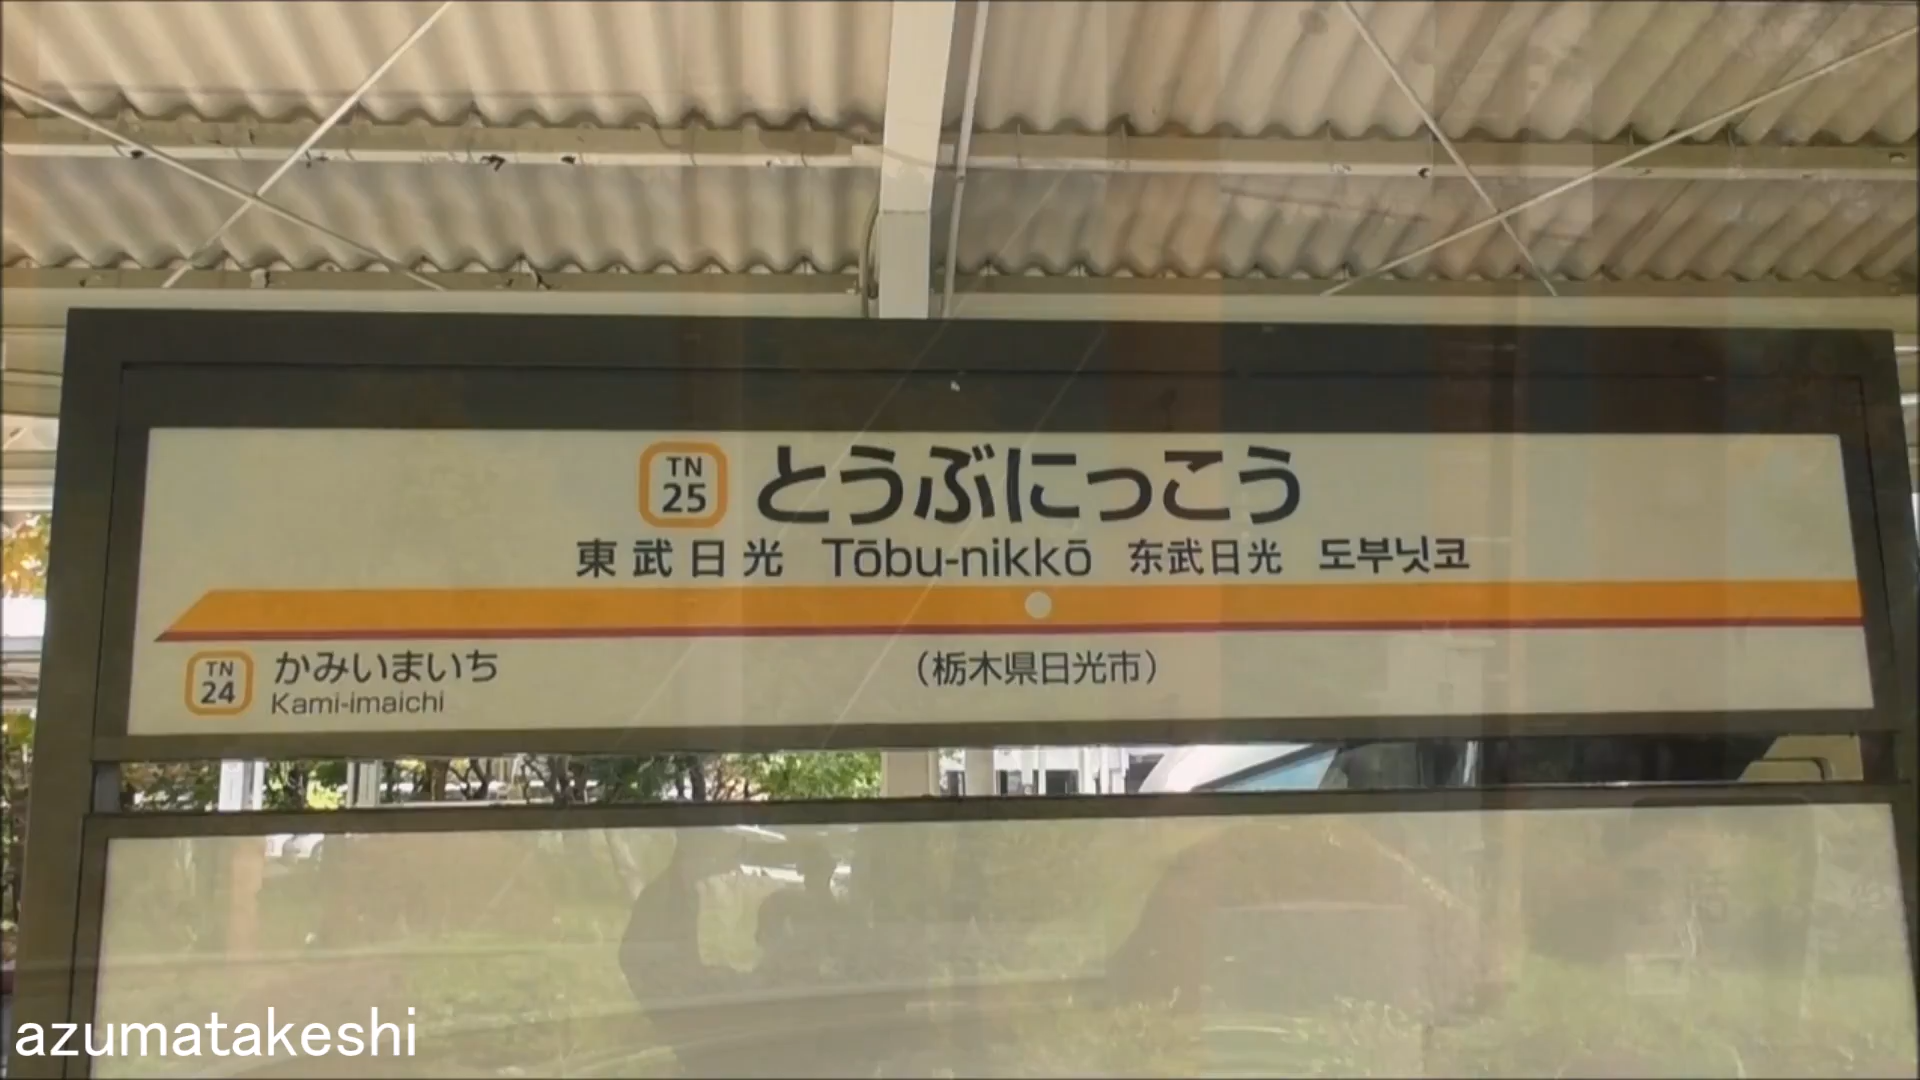 TN 25 とうぶにっこう
東武日光 Tōbu-nikkō 东武日光 도부닛코
TN 24 かみいまいち
Kami-imaichi
（栃木県日光市）
azumatakeshi